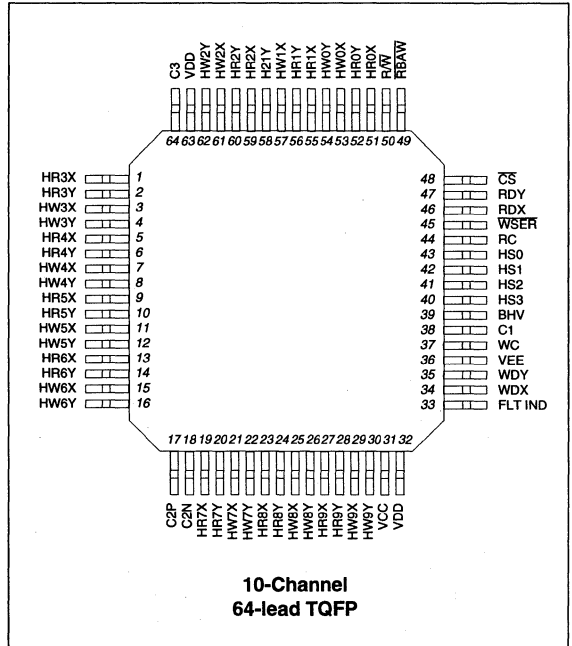 C3 VDD HW2Y HW2X HR2Y HR2X H21Y HW1X HR1Y HR1X HW0Y HW0X HR0Y HR0X R/W̅ R̅B̅A̅W̅
64 63 62 61 60 59 58 57 56 55 54 53 52 51 50 49
HR3X 1
HR3Y 2
HW3X 3
HW3Y 4
HR4X 5
HR4Y 6
HW4X 7
HW4Y 8
HR5X 9
HR5Y 10
HW5X 11
HW5Y 12
HR6X 13
HR6Y 14
HW6X 15
HW6Y 16
48 C̅S̅
47 RDY
46 RDX
45 W̅S̅E̅R̅
44 RC
43 HS0
42 HS1
41 HS2
40 HS3
39 BHV
38 C1
37 WC
36 VEE
35 WDY
34 WDX
33 FLT IND
17 18 19 20 21 22 23 24 25 26 27 28 29 30 31 32
C2P C2N HR7X HR7Y HW7X HW7Y HR8X HR8Y HW8X HW8Y HR9X HR9Y HW9X HW9Y VCC VDD
10-Channel
64-lead TQFP